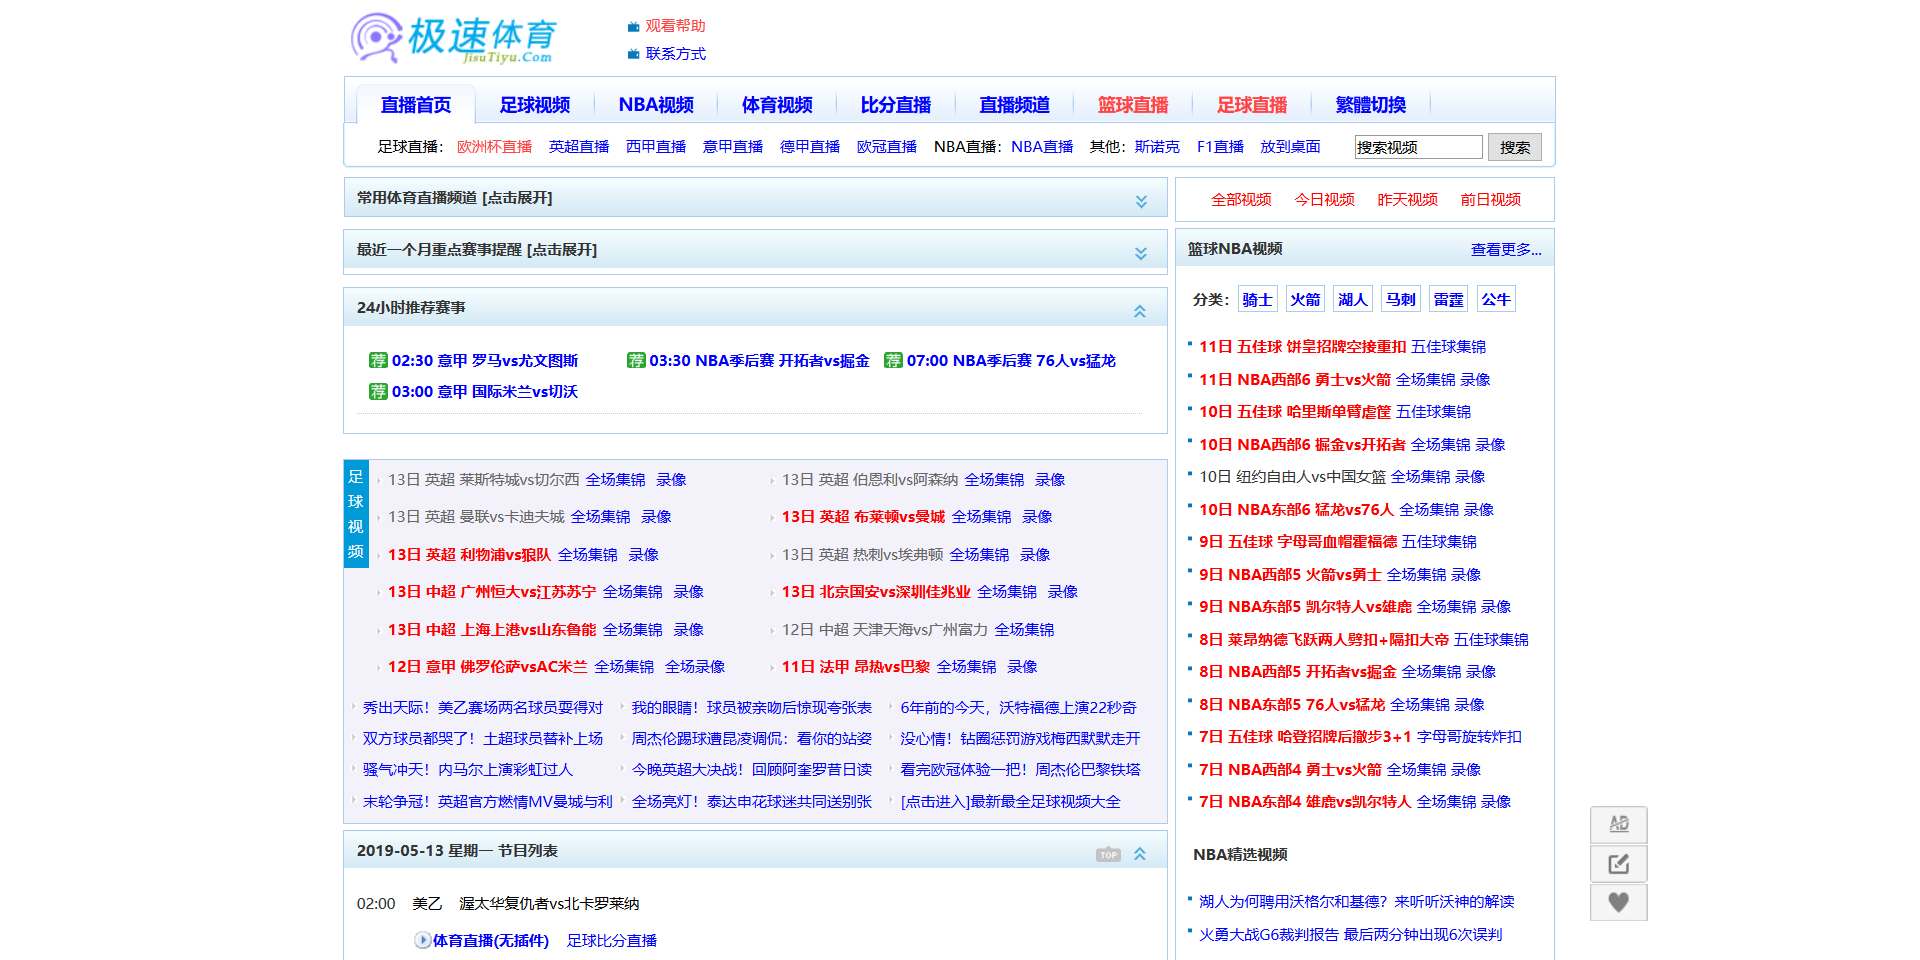 极速体育
JisuTiyu.Com
观看帮助
联系方式
直播首页 足球视频 NBA视频 体育视频 比分直播 直播频道 篮球直播 足球直播 繁體切换
足球直播： 欧洲杯直播 英超直播 西甲直播 意甲直播 德甲直播 欧冠直播 NBA直播：NBA直播 其他：斯诺克 F1直播 放到桌面 搜索视频 搜索
常用体育直播频道 [点击展开]
最近一个月重点赛事提醒 [点击展开]
24小时推荐赛事
荐 02:30 意甲 罗马vs尤文图斯 荐 03:30 NBA季后赛 开拓者vs掘金 荐 07:00 NBA季后赛 76人vs猛龙
荐 03:00 意甲 国际米兰vs切沃
足球视频
13日 英超 莱斯特城vs切尔西 全场集锦 录像 13日 英超 伯恩利vs阿森纳 全场集锦 录像
13日 英超 曼联vs卡迪夫城 全场集锦 录像 13日 英超 布莱顿vs曼城 全场集锦 录像
13日 英超 利物浦vs狼队 全场集锦 录像 13日 英超 热刺vs埃弗顿 全场集锦 录像
13日 中超 广州恒大vs江苏苏宁 全场集锦 录像 13日 北京国安vs深圳佳兆业 全场集锦 录像
13日 中超 上海上港vs山东鲁能 全场集锦 录像 12日 中超 天津天海vs广州富力 全场集锦
12日 意甲 佛罗伦萨vsAC米兰 全场集锦 全场录像 11日 法甲 昂热vs巴黎 全场集锦 录像
秀出天际！美乙赛场两名球员耍得对 我的眼睛！球员被亲吻后惊现夸张表 6年前的今天，沃特福德上演22秒奇
双方球员都哭了！土超球员替补上场 周杰伦踢球遭昆凌调侃：看你的站姿 没心情！钻圈惩罚游戏梅西默默走开
骚气冲天！内马尔上演彩虹过人 今晚英超大决战！回顾阿奎罗昔日读 看完欧冠体验一把！周杰伦巴黎铁塔
末轮争冠！英超官方燃情MV曼城与利 全场亮灯！泰达申花球迷共同送别张 [点击进入]最新最全足球视频大全
2019-05-13 星期一 节目列表 TOP
02:00 美乙 渥太华复仇者vs北卡罗莱纳
体育直播(无插件) 足球比分直播
全部视频 今日视频 昨天视频 前日视频
篮球NBA视频 查看更多...
分类： 骑士 火箭 湖人 马刺 雷霆 公牛
11日 五佳球 饼皇招牌空接重扣 五佳球集锦
11日 NBA西部6 勇士vs火箭 全场集锦 录像
10日 五佳球 哈里斯单臂虐筐 五佳球集锦
10日 NBA西部6 掘金vs开拓者 全场集锦 录像
10日 纽约自由人vs中国女篮 全场集锦 录像
10日 NBA东部6 猛龙vs76人 全场集锦 录像
9日 五佳球 字母哥血帽霍福德 五佳球集锦
9日 NBA西部5 火箭vs勇士 全场集锦 录像
9日 NBA东部5 凯尔特人vs雄鹿 全场集锦 录像
8日 莱昂纳德飞跃两人劈扣+隔扣大帝 五佳球集锦
8日 NBA西部5 开拓者vs掘金 全场集锦 录像
8日 NBA东部5 76人vs猛龙 全场集锦 录像
7日 五佳球 哈登招牌后撤步3+1 字母哥旋转炸扣
7日 NBA西部4 勇士vs火箭 全场集锦 录像
7日 NBA东部4 雄鹿vs凯尔特人 全场集锦 录像
NBA精选视频
湖人为何聘用沃格尔和基德？来听听沃神的解读
火勇大战G6裁判报告 最后两分钟出现6次误判
AD